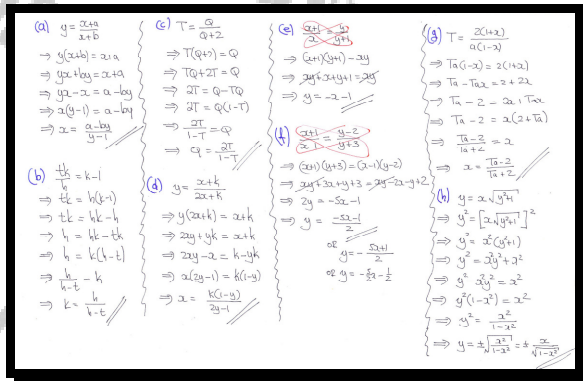 (a) y = x+a / x+b
⇒ y(x+b) = x+a
⇒ yx+by = x+a
⇒ yx-x = a-by
⇒ x(y-1) = a-by
⇒ x = a-by / y-1
(b) tk / h = k-1
⇒ tk = h(k-1)
⇒ tk = hk-h
⇒ h = hk-tk
⇒ h = k(h-t)
⇒ h / h-t = k
⇒ k = h / h-t
(c) T = Q / Q+2
⇒ T(Q+2) = Q
⇒ TQ+2T = Q
⇒ 2T = Q-TQ
⇒ 2T = Q(1-T)
⇒ 2T / 1-T = Q
⇒ Q = 2T / 1-T
(d) y = x+k / 2x+k
⇒ y(2x+k) = x+k
⇒ 2xy+yk = x+k
⇒ 2xy-x = k-yk
⇒ x(2y-1) = k(1-y)
⇒ x = k(1-y) / 2y-1
(e) x+1 / x = y / y+1
⇒ (x+1)(y+1) = xy
⇒ xy+x+y+1 = xy
⇒ y = -x-1
(f) x+1 / x-1 = y-2 / y+3
⇒ (x+1)(y+3) = (x-1)(y-2)
⇒ xy+3x+y+3 = xy-2x-y+2
⇒ 2y = -5x-1
⇒ y = -5x-1 / 2
or y = - 5x+1 / 2
or y = -5/2x-1/2
(g) T = 2(1+x) / a(1-x)
⇒ Ta(1-x) = 2(1+x)
⇒ Ta-Tax = 2+2x
⇒ Ta-2 = 2x+Tax
⇒ Ta-2 = x(2+Ta)
⇒ Ta-2 / Ta+2 = x
⇒ x = Ta-2 / Ta+2
(h) y = x√y²+1
⇒ y² = [x√y²+1]²
⇒ y² = x²(y²+1)
⇒ y² = x²y²+x²
⇒ y²-x²y² = x²
⇒ y²(1-x²) = x²
⇒ y² = x² / 1-x²
⇒ y = ±√x² / 1-x² = ± x / √1-x²